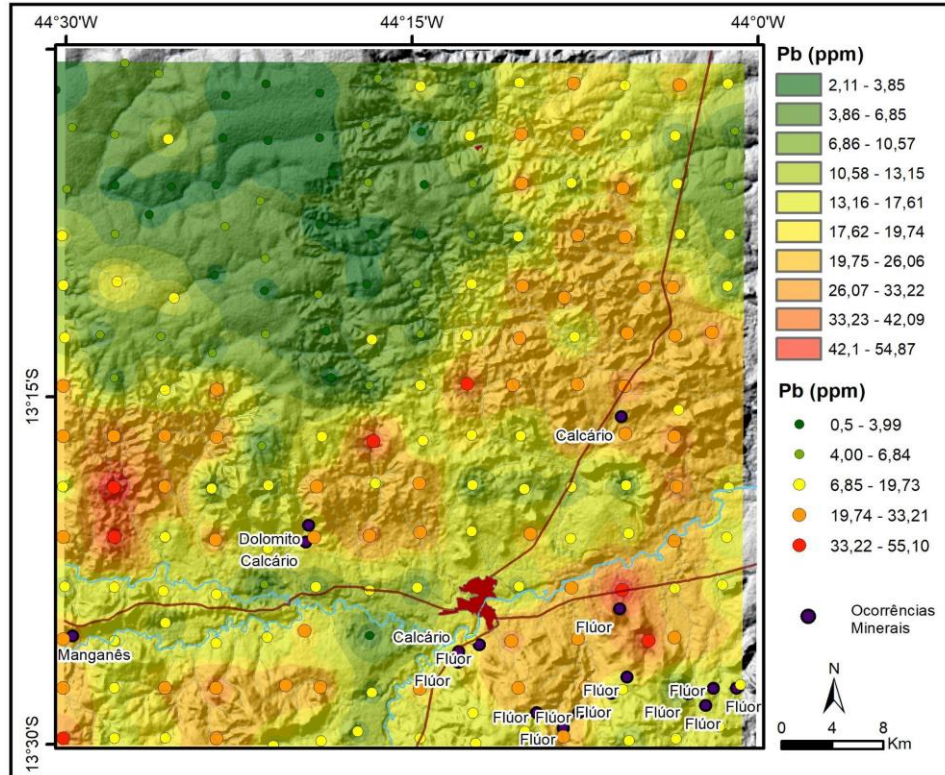 44°30'W
44°15'W
44°0'W
13°15'S
13°30'S
Calcário
Dolomito
Calcário
Flúor
Calcário
Manganês
Flúor
Flúor
Flúor
Flúor
Flúor
Flúor
Flúor
Flúor
Flúor
Flúor
Flúor
Flúor
Pb (ppm)
2,11 - 3,85
3,86 - 6,85
6,86 - 10,57
10,58 - 13,15
13,16 - 17,61
17,62 - 19,74
19,75 - 26,06
26,07 - 33,22
33,23 - 42,09
42,1 - 54,87
Pb (ppm)
0,5 - 3,99
4,00 - 6,84
6,85 - 19,73
19,74 - 33,21
33,22 - 55,10
Ocorrências
Minerais
N
0 4 8
Km